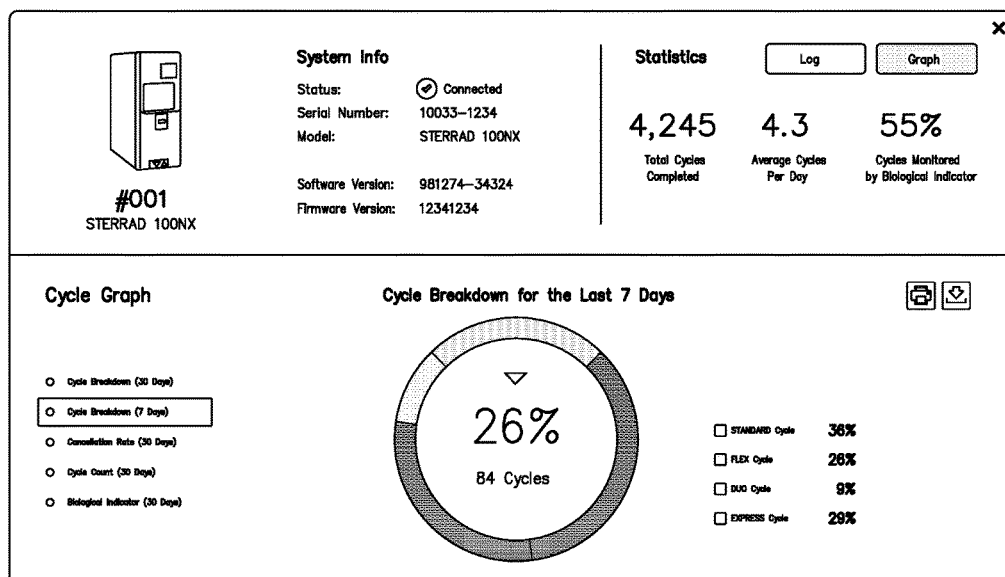 System Info
Status: Connected
Serial Number: 10033-1234
Model: STERRAD 100NX
Software Version: 981274-34324
Firmware Version: 12341234
#001
STERRAD 100NX
Statistics
Log
Graph
4,245
Total Cycles
Completed
4.3
Average Cycles
Per Day
55%
Cycles Monitored
by Biological Indicator
Cycle Graph
Cycle Breakdown (30 Days)
Cycle Breakdown (7 Days)
Cancellation Rate (30 Days)
Cycle Count (30 Days)
Biological Indicator (30 Days)
Cycle Breakdown for the Last 7 Days
26%
84 Cycles
STANDARD Cycle 36%
FLEX Cycle 26%
DUO Cycle 9%
EXPRESS Cycle 29%